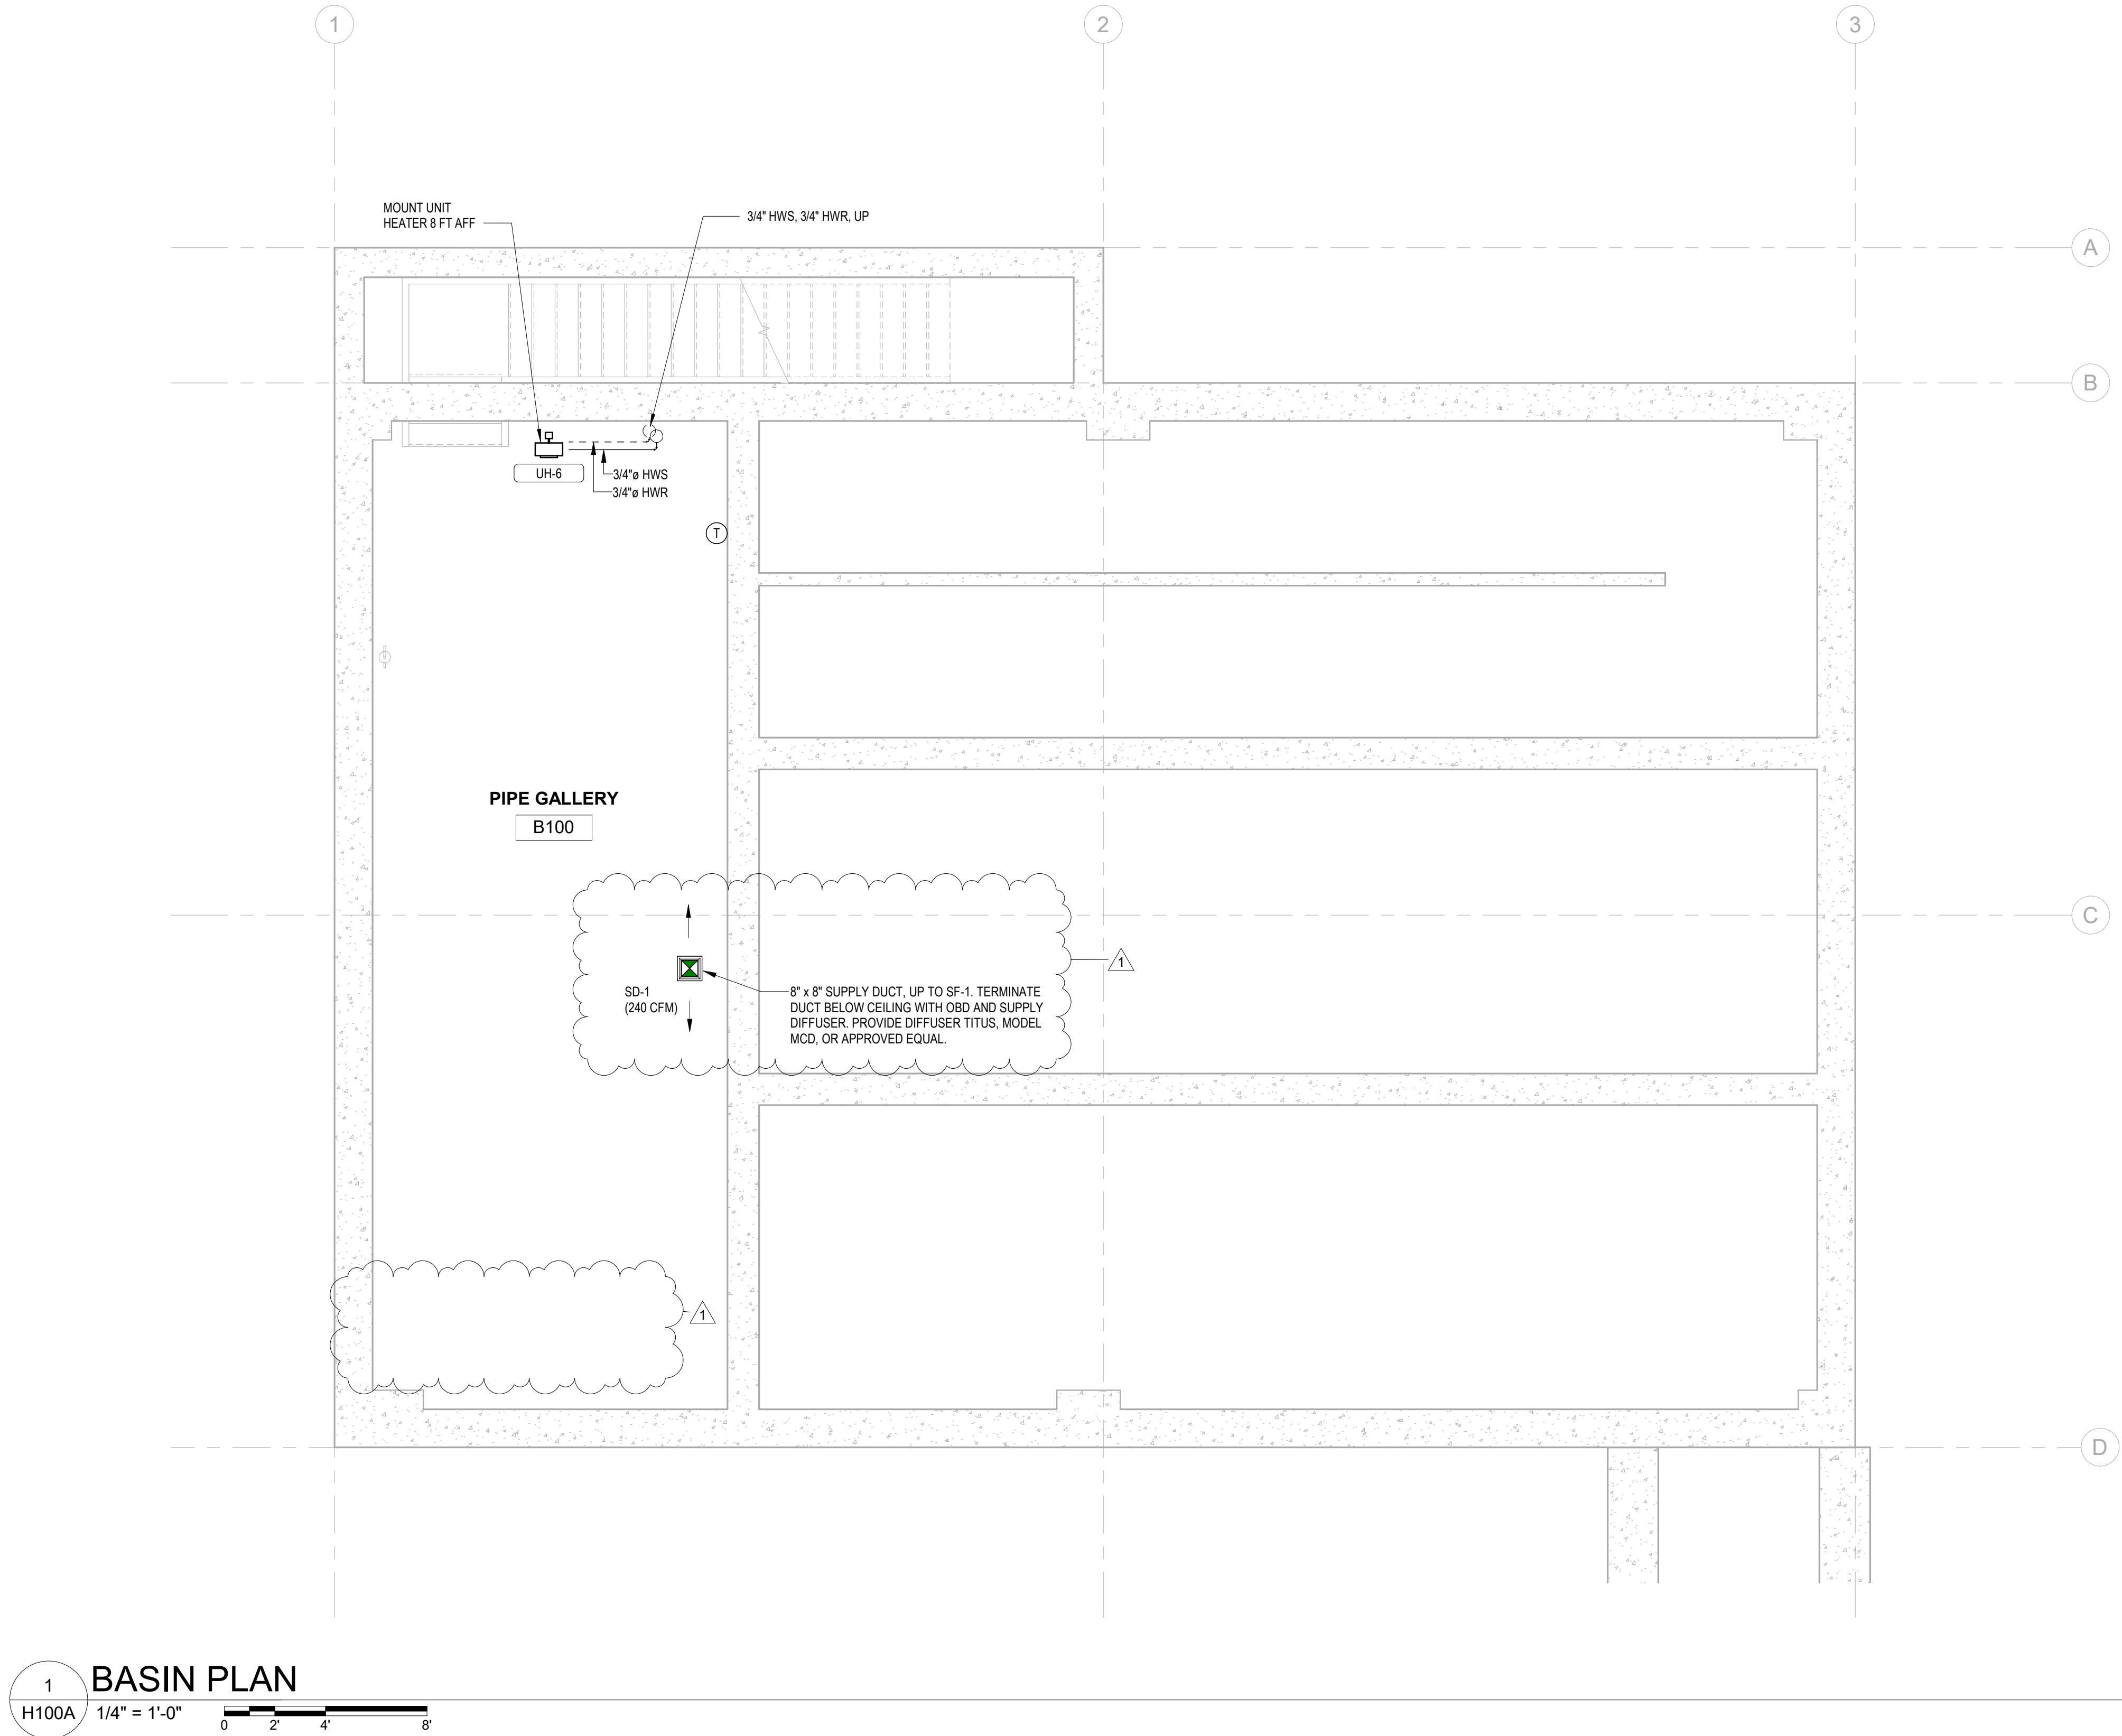 1
2
3
MOUNT UNIT
HEATER 8 FT AFF
3/4" HWS, 3/4" HWR, UP
A
B
UH-6
3/4"ø HWS
3/4"ø HWR
T
PIPE GALLERY
B100
C
1
SD-1
(240 CFM)
8" x 8" SUPPLY DUCT, UP TO SF-1. TERMINATE
DUCT BELOW CEILING WITH OBD AND SUPPLY
DIFFUSER. PROVIDE DIFFUSER TITUS, MODEL
MCD, OR APPROVED EQUAL.
1
D
1
BASIN PLAN
H100A
1/4" = 1'-0"
0 2' 4' 8'